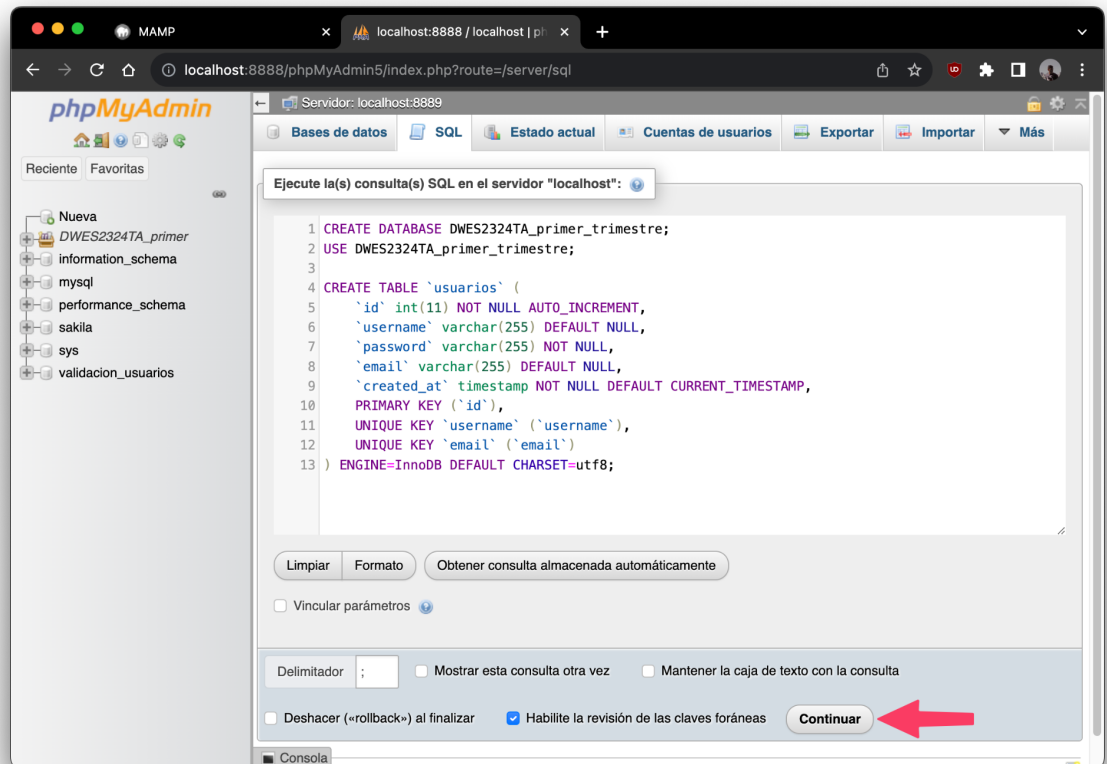 MAMP
localhost:8888 / localhost | ph
localhost:8888/phpMyAdmin5/index.php?route=/server/sql
phpMyAdmin
Reciente Favoritas
Nueva
DWES2324TA_primer
information_schema
mysql
performance_schema
sakila
sys
validacion_usuarios
Servidor: localhost:8889
Bases de datos SQL Estado actual Cuentas de usuarios Exportar Importar Más
Ejecute la(s) consulta(s) SQL en el servidor "localhost":
1 CREATE DATABASE DWES2324TA_primer_trimestre;
2 USE DWES2324TA_primer_trimestre;
3
4 CREATE TABLE `usuarios` (
5 `id` int(11) NOT NULL AUTO_INCREMENT,
6 `username` varchar(255) DEFAULT NULL,
7 `password` varchar(255) NOT NULL,
8 `email` varchar(255) DEFAULT NULL,
9 `created_at` timestamp NOT NULL DEFAULT CURRENT_TIMESTAMP,
10 PRIMARY KEY (`id`),
11 UNIQUE KEY `username` (`username`),
12 UNIQUE KEY `email` (`email`)
13 ) ENGINE=InnoDB DEFAULT CHARSET=utf8;
Limpiar Formato Obtener consulta almacenada automáticamente
Vincular parámetros
Delimitador ; Mostrar esta consulta otra vez Mantener la caja de texto con la consulta
Deshacer («rollback») al finalizar Habilite la revisión de las claves foráneas Continuar
Consola